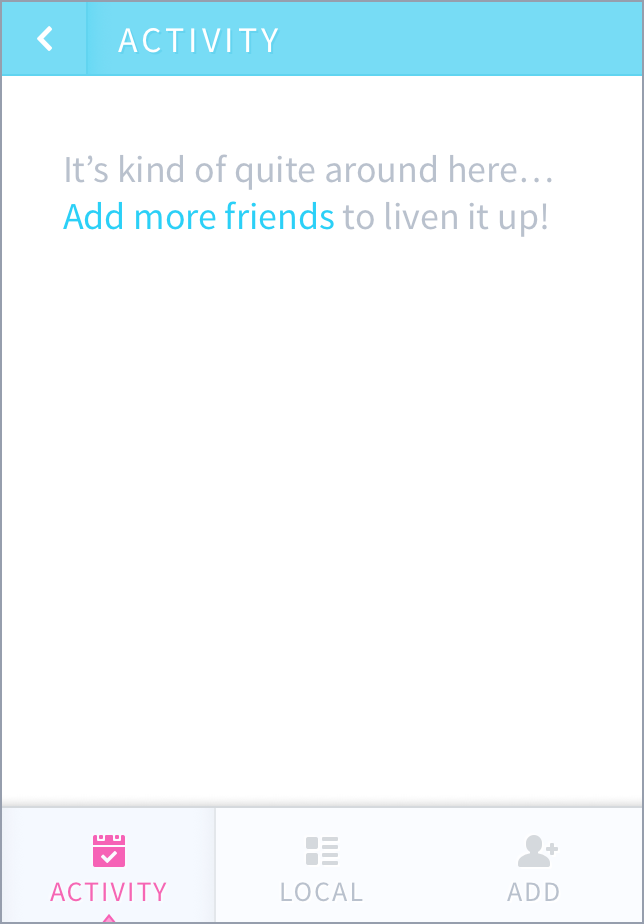 ACTIVITY
It’s kind of quite around here…
Add more friends to liven it up!
ACTIVITY
LOCAL
ADD